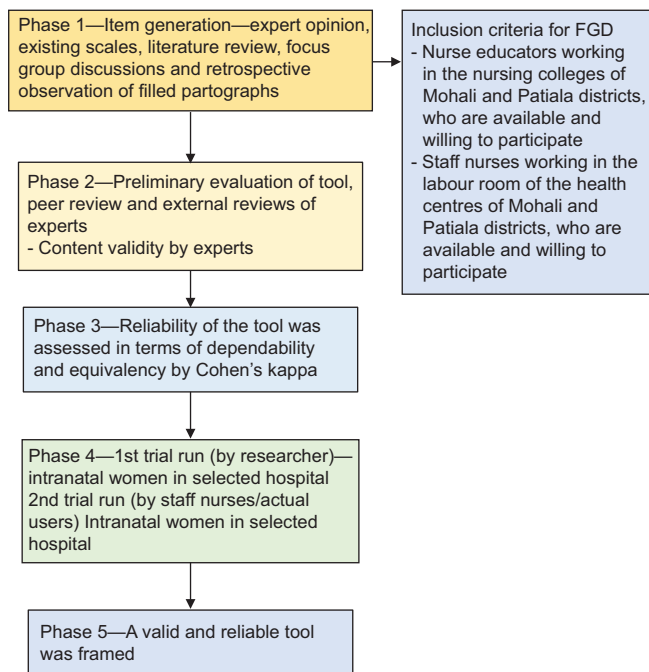 Phase 1—Item generation—expert opinion,
existing scales, literature review, focus
group discussions and retrospective
observation of filled partographs
Inclusion criteria for FGD
- Nurse educators working
in the nursing colleges of
Mohali and Patiala districts,
who are available and
willing to participate
- Staff nurses working in the
labour room of the health
centres of Mohali and
Patiala districts, who are
available and willing to
participate
Phase 2—Preliminary evaluation of tool,
peer review and external reviews of
experts
- Content validity by experts
Phase 3—Reliability of the tool was
assessed in terms of dependability
and equivalency by Cohen's kappa
Phase 4—1st trial run (by researcher)—
intranatal women in selected hospital
2nd trial run (by staff nurses/actual
users) Intranatal women in selected
hospital
Phase 5—A valid and reliable tool
was framed